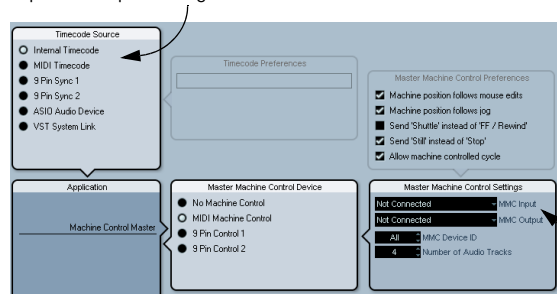 Timecode Source
Internal Timecode
MIDI Timecode
9 Pin Sync 1
9 Pin Sync 2
ASIO Audio Device
VST System Link
Timecode Preferences
Master Machine Control Preferences
Machine position follows mouse edits
Machine position follows jog
Send 'Shuttle' instead of 'FF / Rewind'
Send 'Still' instead of 'Stop'
Allow machine controlled cycle
Application
Machine Control Master
Master Machine Control Device
No Machine Control
MIDI Machine Control
9 Pin Control 1
9 Pin Control 2
Master Machine Control Settings
Not Connected MMC Input
Not Connected MMC Output
All MMC Device ID
4 Number of Audio Tracks